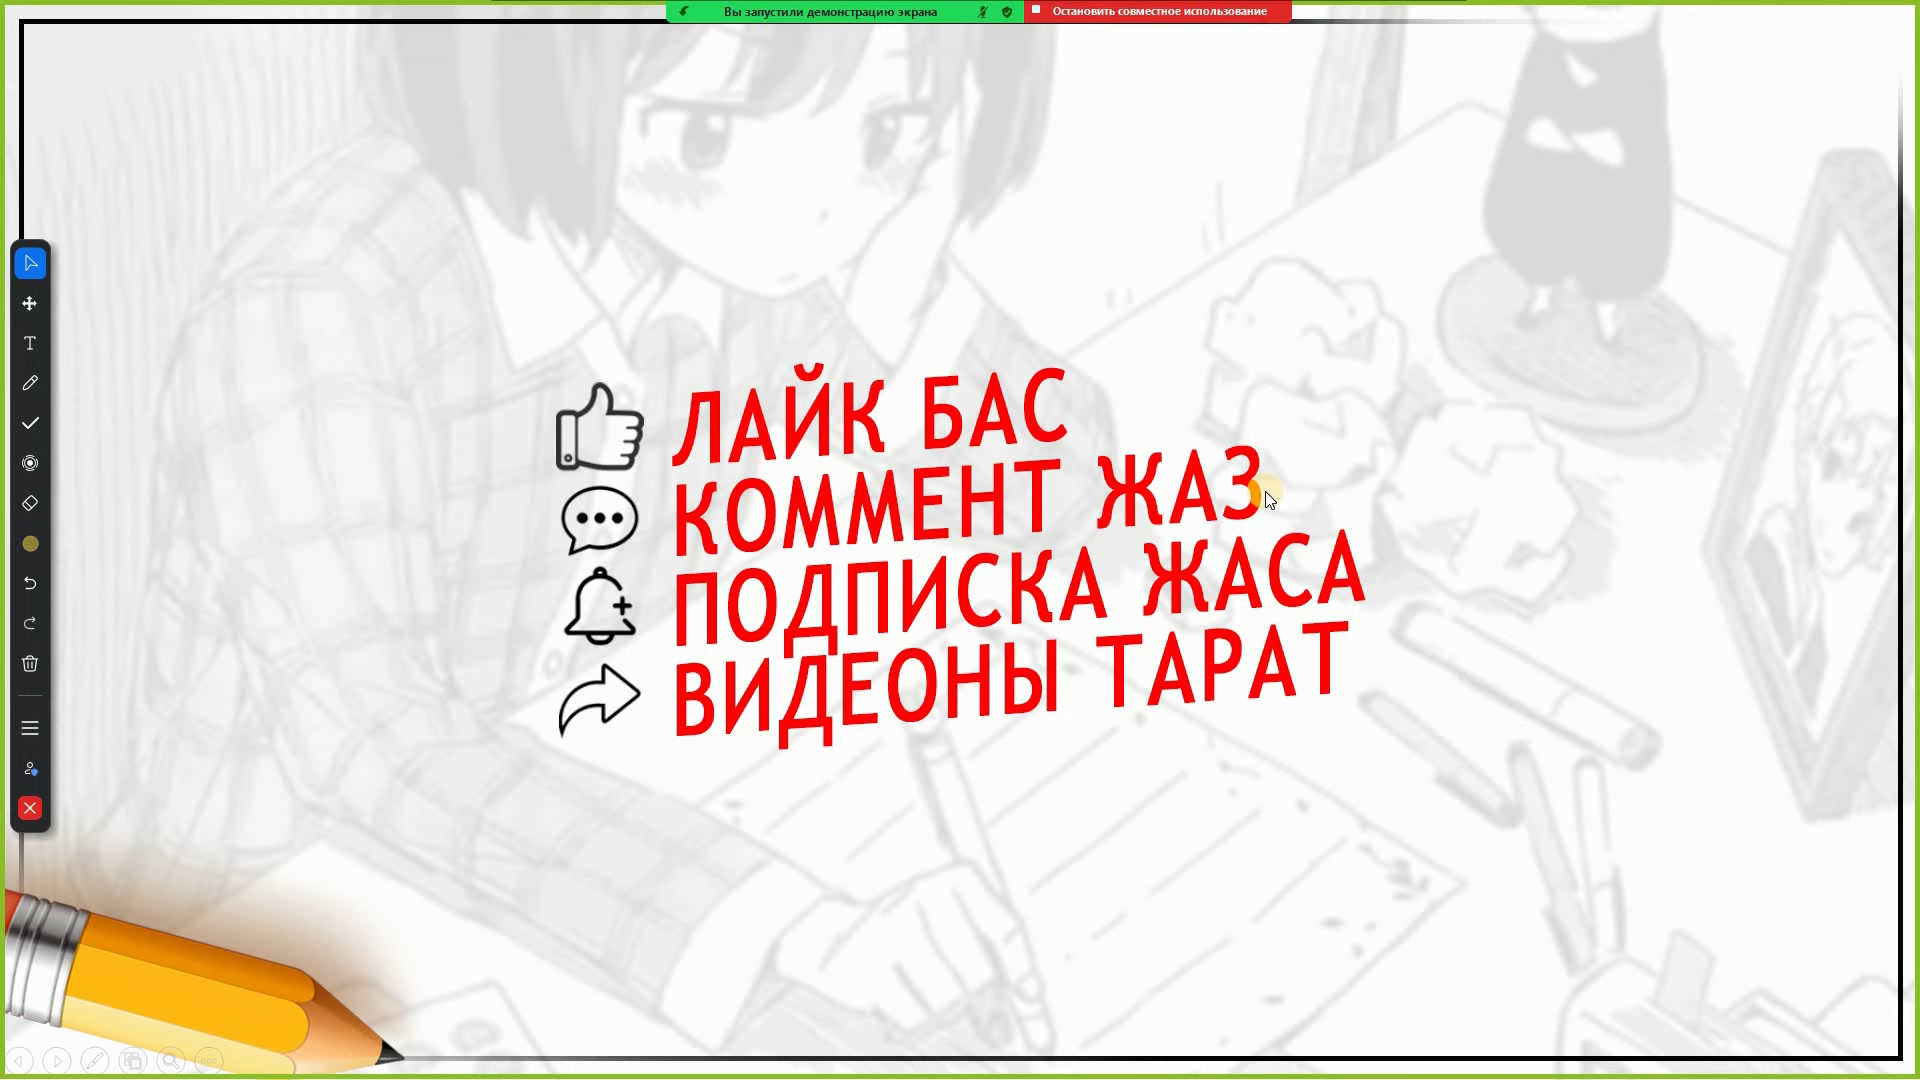 Вы запустили демонстрацию экрана
Остановить совместное использование
ЛАЙК БАС
КОММЕНТ ЖАЗ
ПОДПИСКА ЖАСА
ВИДЕОНЫ ТАРАТ